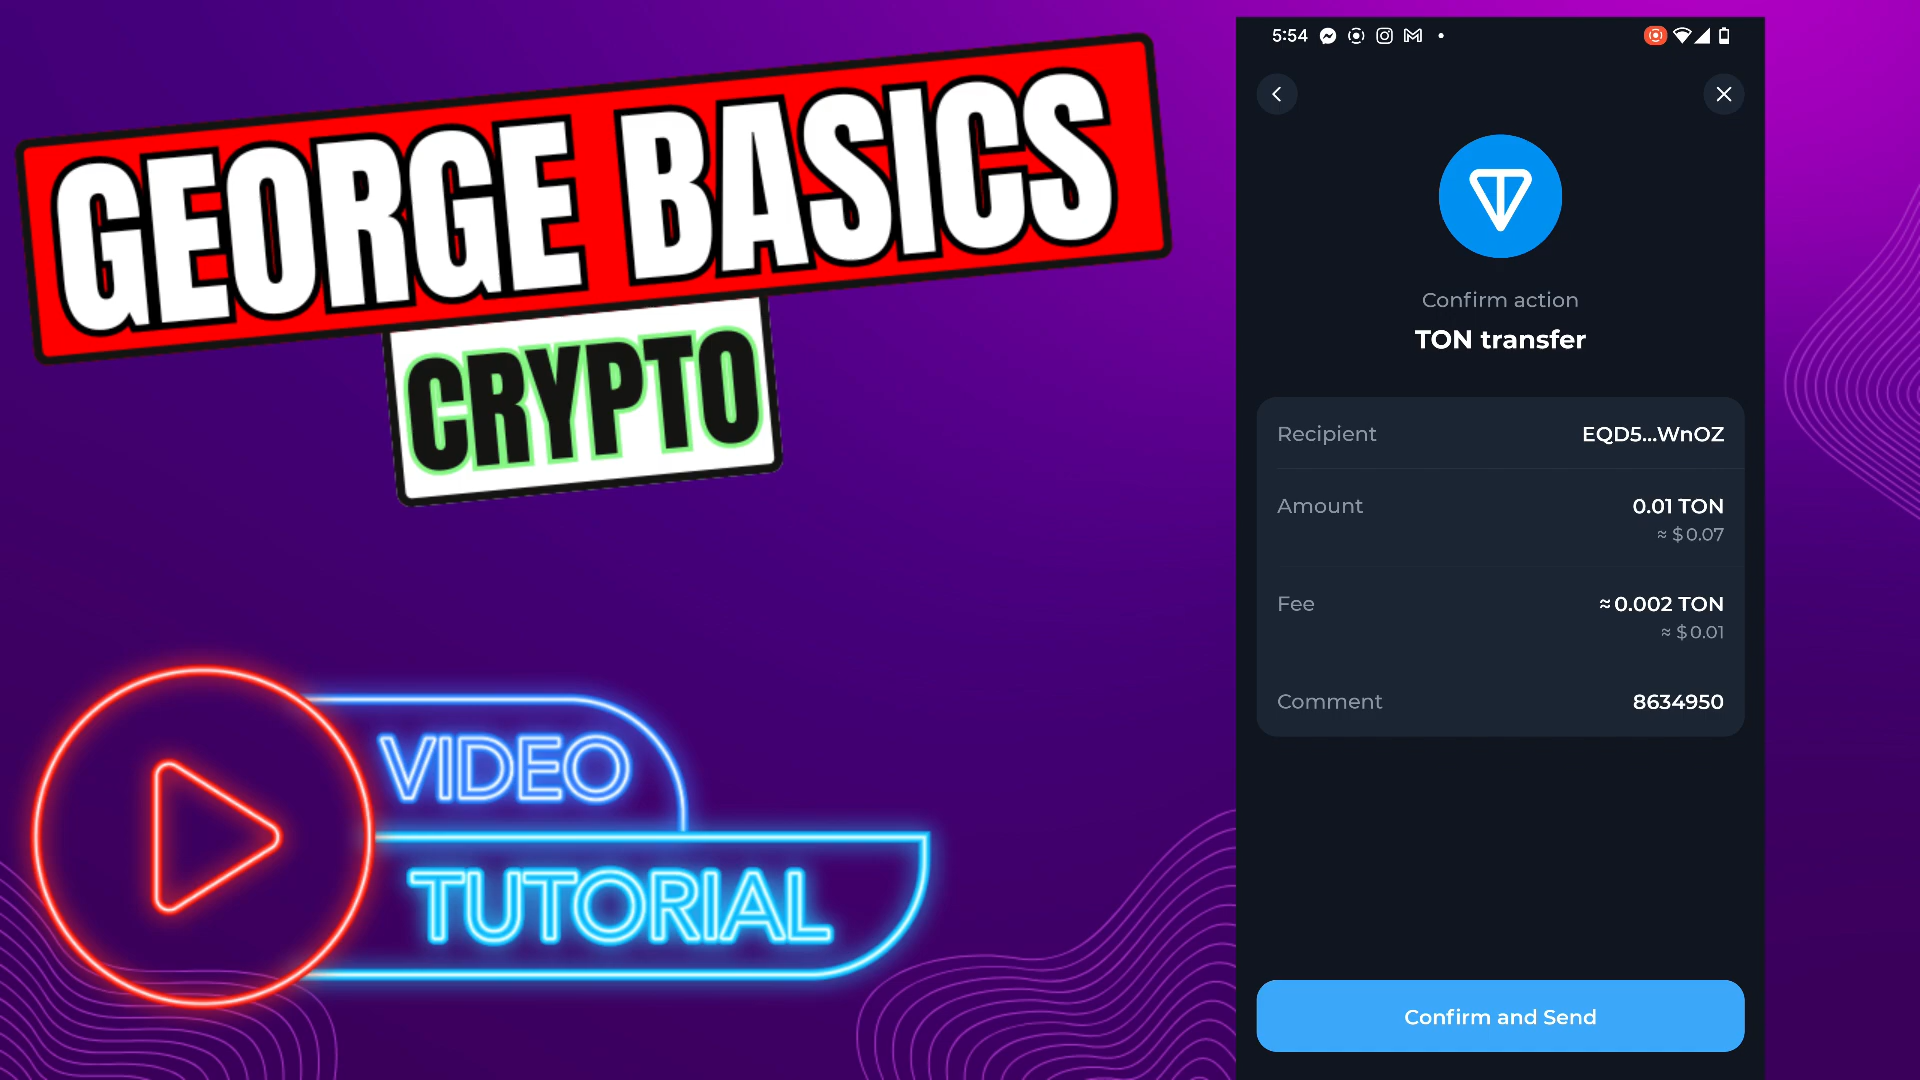 GEORGE BASICS
CRYPTO
VIDEO
TUTORIAL
5:54
Confirm action
TON transfer
Recipient EQD5...WnOZ
Amount 0.01 TON
≈ $0.07
Fee ≈0.002 TON
≈ $0.01
Comment 8634950
Confirm and Send